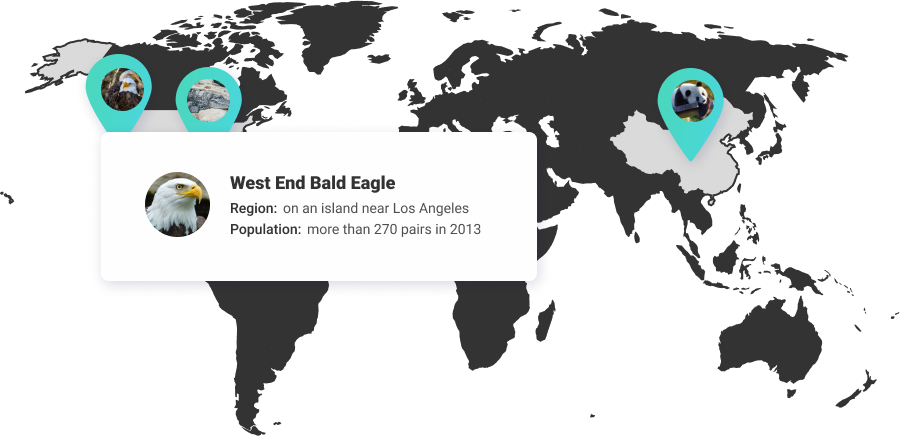 West End Bald Eagle
Region: on an island near Los Angeles
Population: more than 270 pairs in 2013